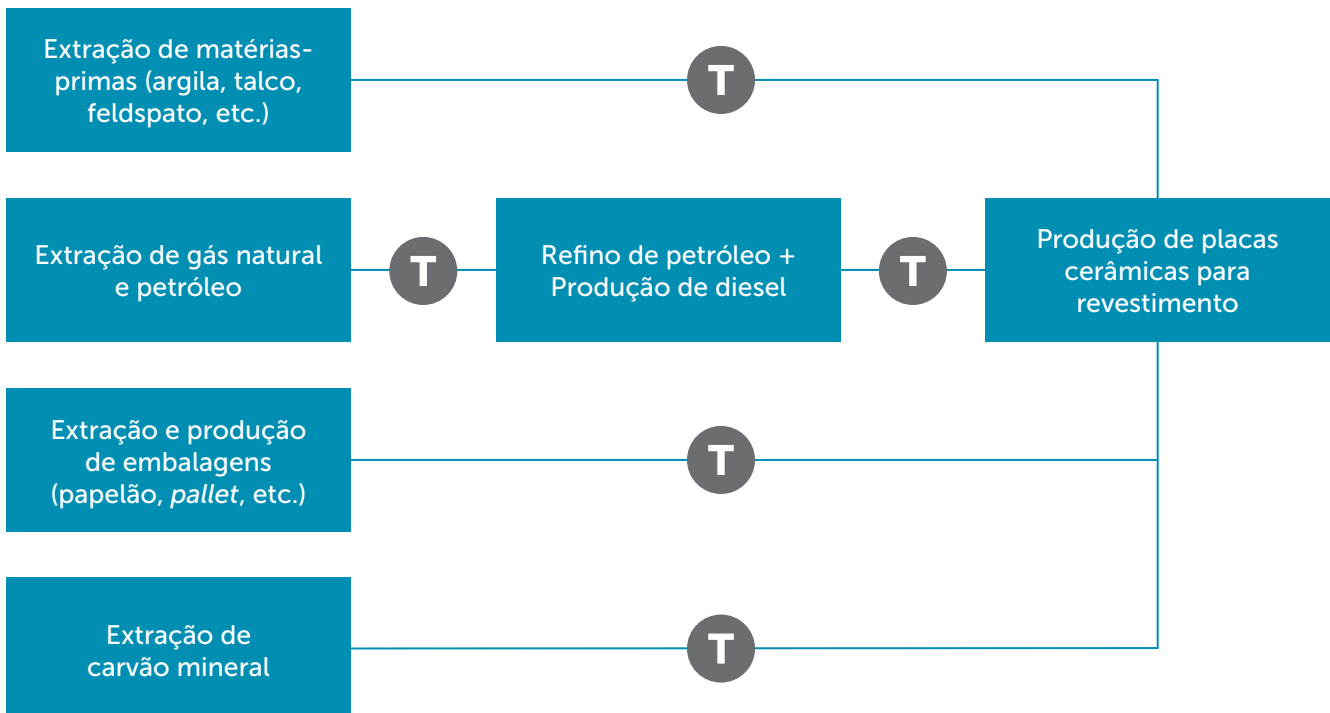 Extração de matérias-
primas (argila, talco,
feldspato, etc.)
T
Extração de gás natural
e petróleo
T
Refino de petróleo +
Produção de diesel
T
Produção de placas
cerâmicas para
revestimento
Extração e produção
de embalagens
(papelão, pallet, etc.)
T
Extração de
carvão mineral
T